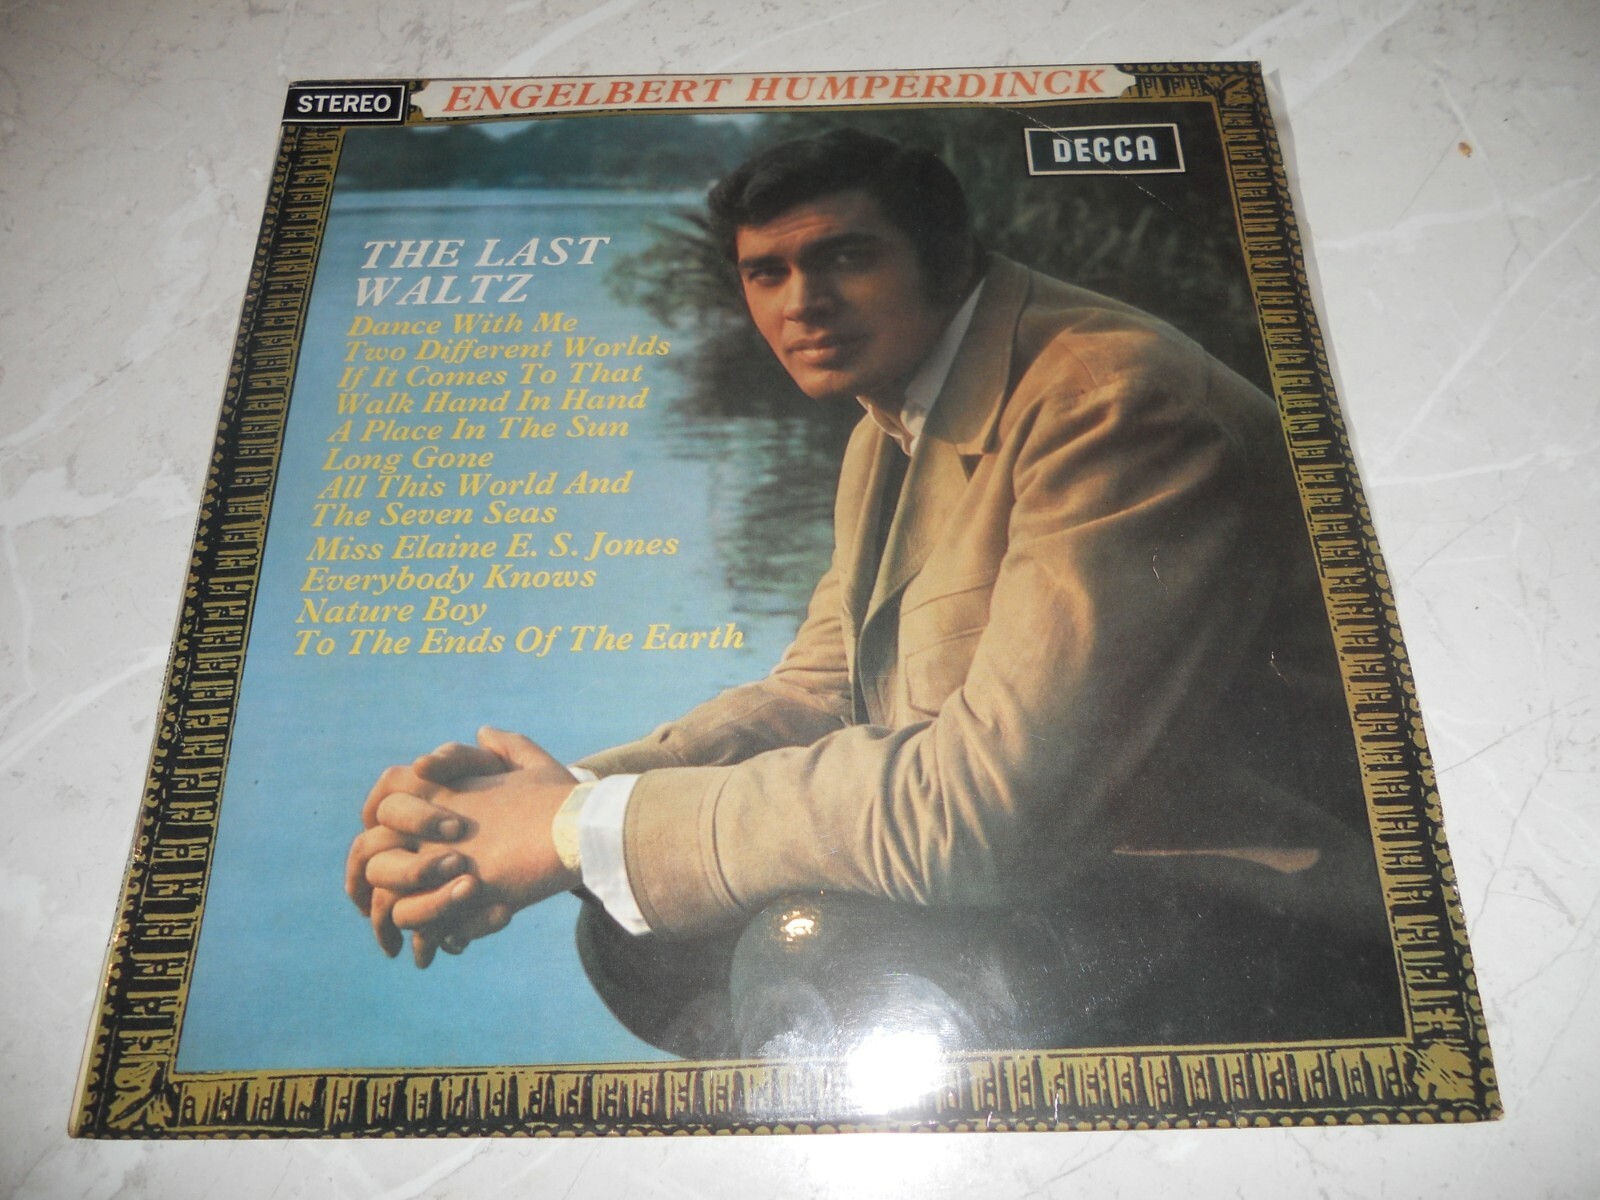 STEREO
ENGELBERT HUMPERDINCK
DECCA
THE LAST
WALTZ
Dance With Me
Two Different Worlds
If It Comes To That
Walk Hand In Hand
A Place In The Sun
Long Gone
All This World And
The Seven Seas
Miss Elaine E. S. Jones
Everybody Knows
Nature Boy
To The Ends Of The Earth